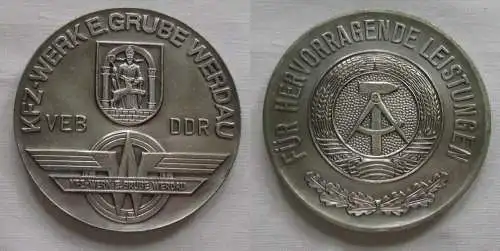 KFZ-WERK E. GRUBE WERDAU
VEB DDR
KFZ-WERK E. GRUBE WERDAU
FÜR HERVORRAGENDE LEISTUNGEN